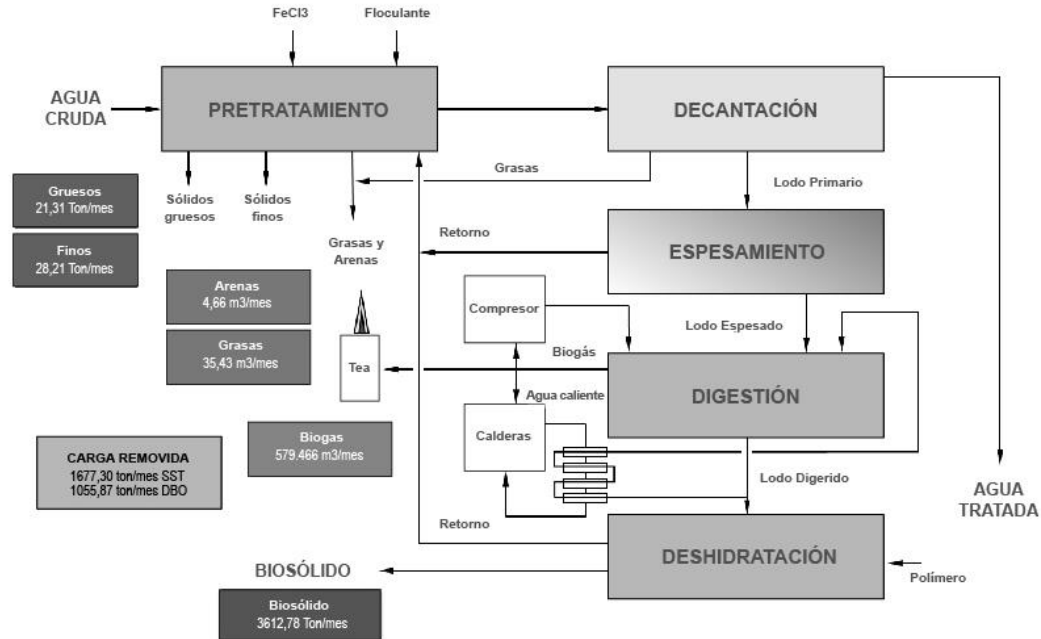 FeCl3
Floculante
AGUA
CRUDA
PRETRATAMIENTO
DECANTACIÓN
Grasas
Lodo Primario
Gruesos
21,31 Ton/mes
Sólidos
gruesos
Sólidos
finos
Finos
28,21 Ton/mes
Grasas y
Arenas
Retorno
ESPESAMIENTO
Arenas
4,66 m3/mes
Compresor
Lodo Espesado
Grasas
35,43 m3/mes
Tea
Biogás
DIGESTIÓN
Agua caliente
Biogas
579.466 m3/mes
Calderas
CARGA REMOVIDA
1677,30 ton/mes SST
1055,87 ton/mes DBO
Lodo Digerido
AGUA
TRATADA
Retorno
DESHIDRATACIÓN
BIOSÓLIDO
Polímero
Biosólido
3612,78 Ton/mes